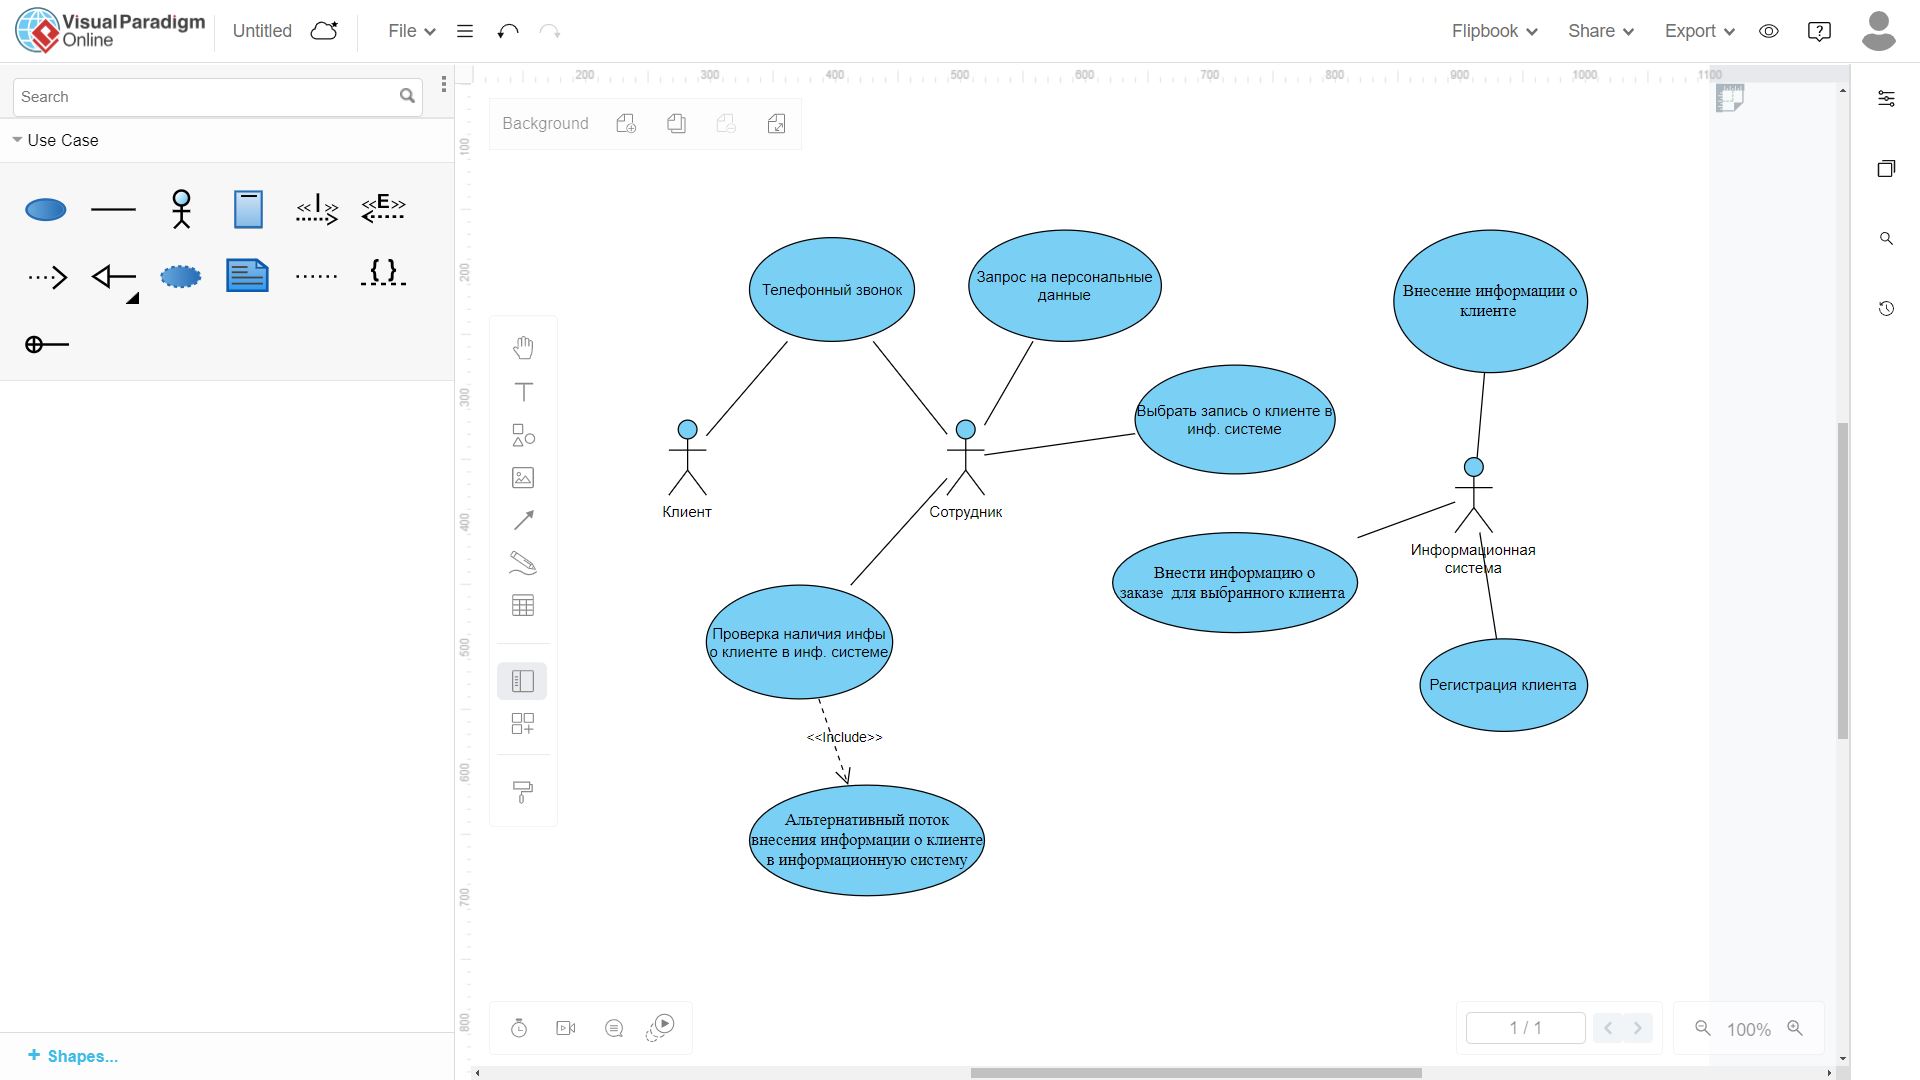 Visual Paradigm
Online
Untitled
File
Flipbook
Share
Export
Search
Use Case
<<I>>
<<E>>
{ }
200 300 400 500 600 700 800 900 1000 1100
100
200
300
400
500
600
700
800
Background
Телефонный звонок
Запрос на персональные
данные
Внесение информации о
клиенте
Выбрать запись о клиенте в
инф. системе
Клиент
Сотрудник
Информационная
система
Внести информацию о
заказе для выбранного клиента
Проверка наличия инфы
о клиенте в инф. системе
Регистрация клиента
<<Include>>
Альтернативный поток
внесения информации о клиенте
в информационную систему
1 / 1
100%
+ Shapes...